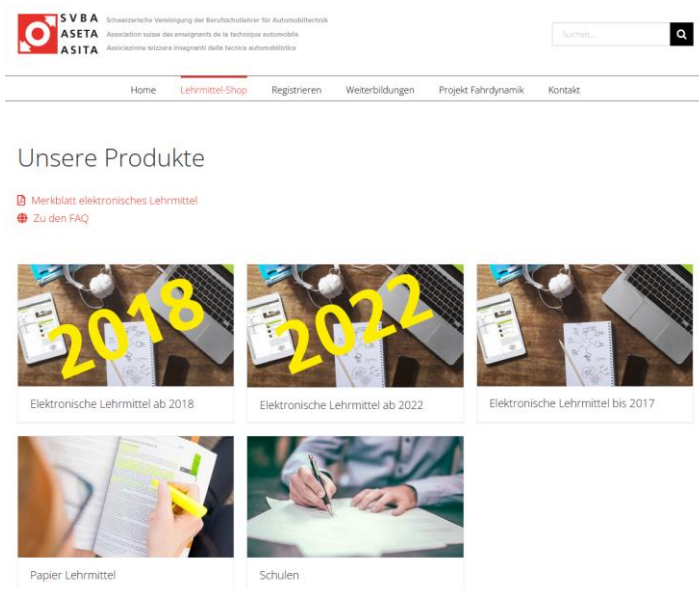 SVBA Schweizerische Vereinigung der Berufsschullehrer für Automobiltechnik
ASETA Association suisse des enseignants de la technique automobile
ASITA Associazione svizzera insegnanti della tecnica automobilistica
Suchen...
Home Lehrmittel-Shop Registrieren Weiterbildungen Projekt Fahrdynamik Kontakt
Unsere Produkte
Merkblatt elektronisches Lehrmittel
Zu den FAQ
2018
2022
Elektronische Lehrmittel ab 2018
Elektronische Lehrmittel ab 2022
Elektronische Lehrmittel bis 2017
Papier Lehrmittel
Schulen